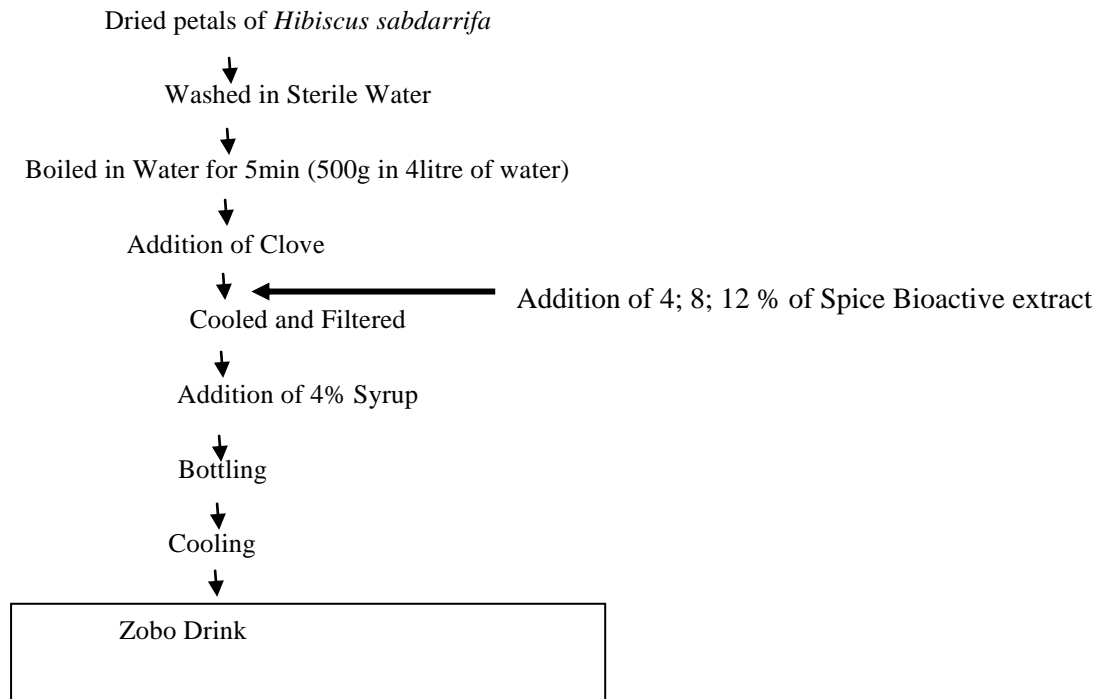 Dried petals of Hibiscus sabdarrifa
Washed in Sterile Water
Boiled in Water for 5min (500g in 4litre of water)
Addition of Clove
Addition of 4; 8; 12 % of Spice Bioactive extract
Cooled and Filtered
Addition of 4% Syrup
Bottling
Cooling
Zobo Drink